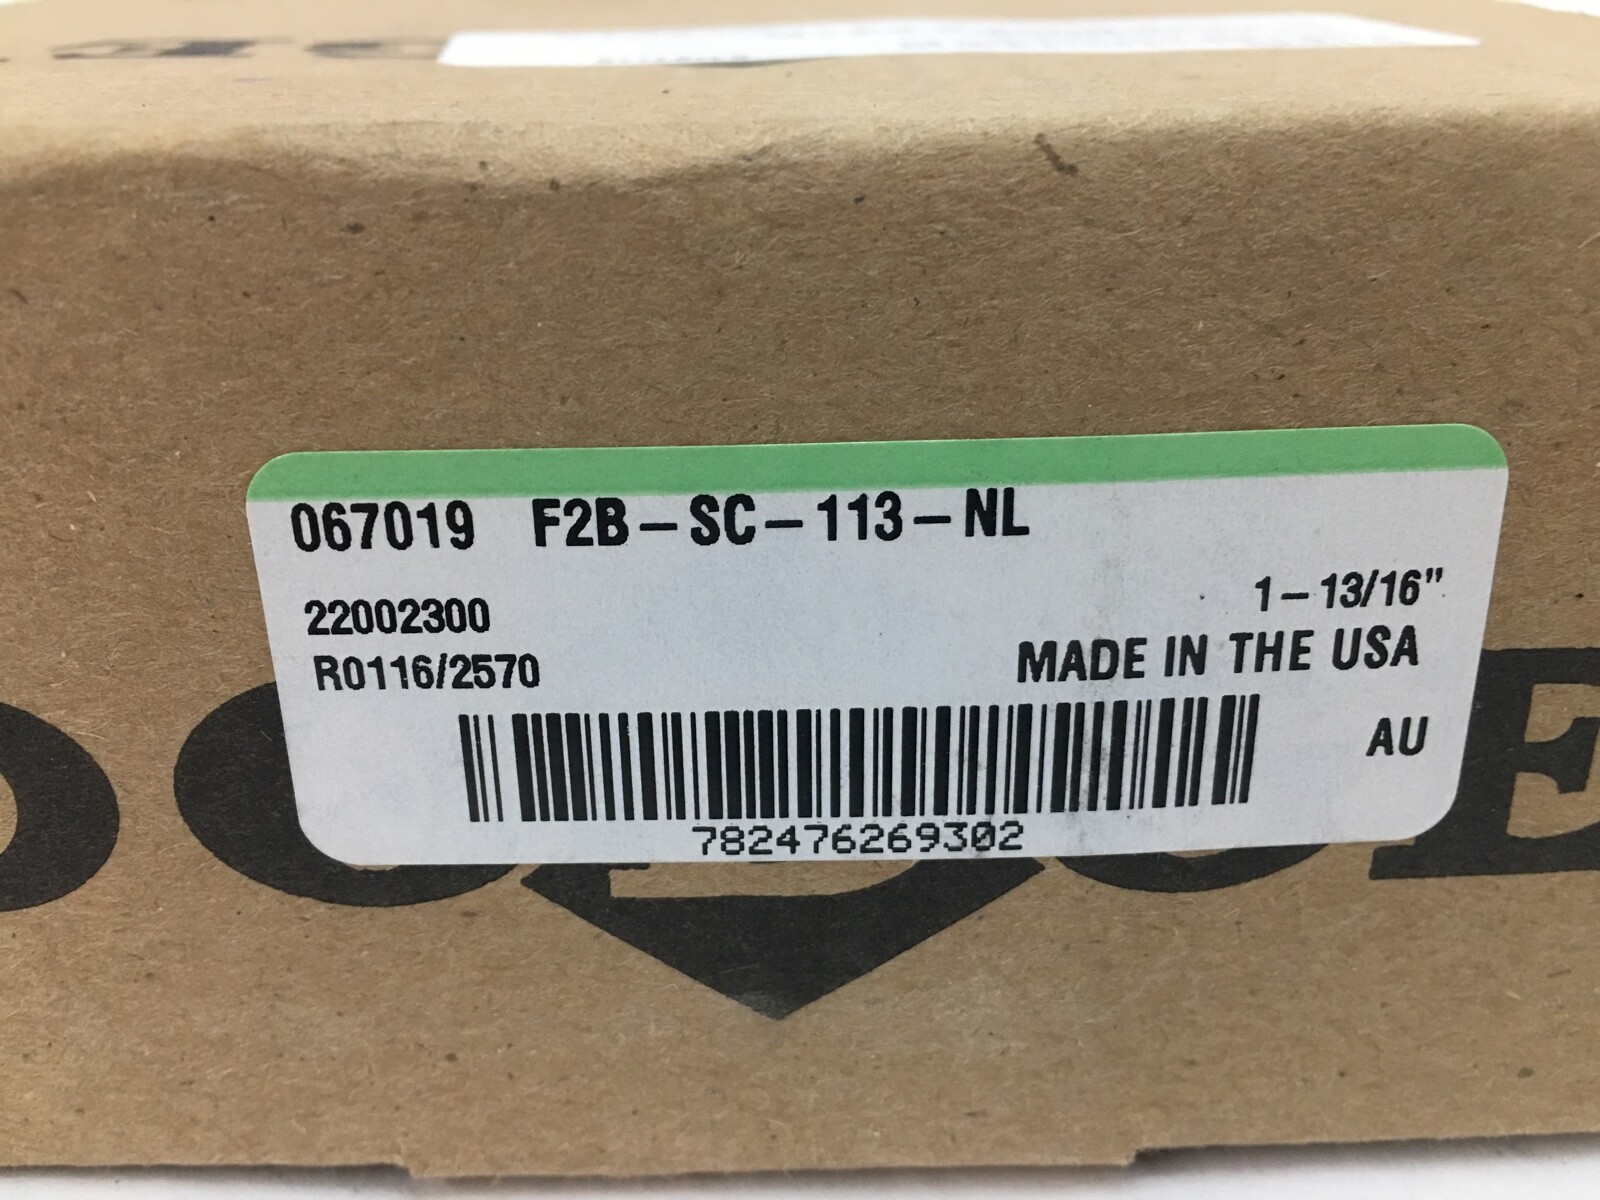 067019 F2B-SC-113-NL
22002300
1-13/16"
R0116/2570
MADE IN THE USA
AU
782476269302